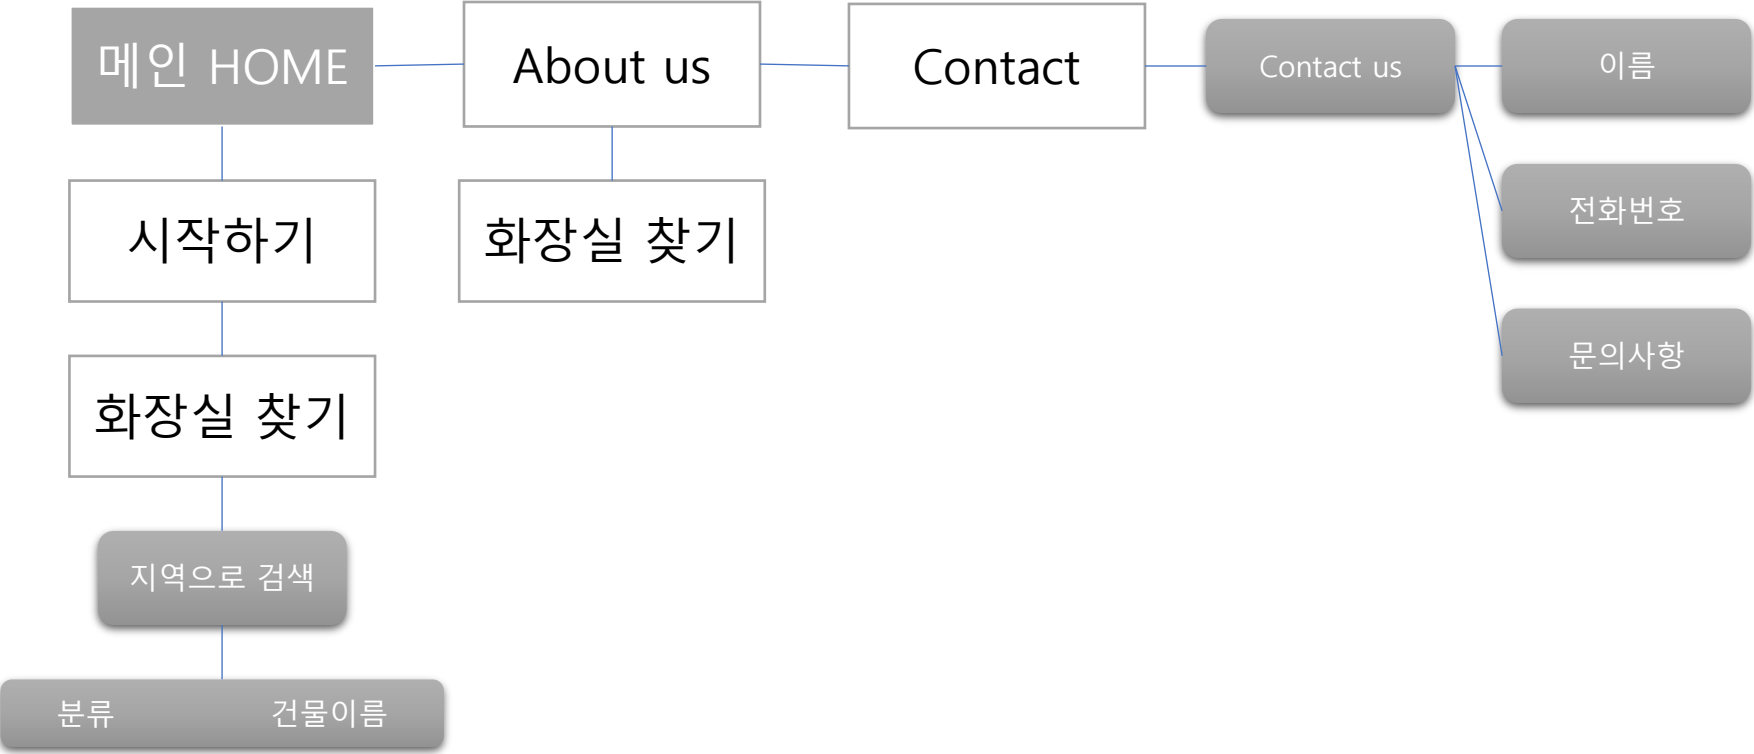 메인 HOME
About us
Contact
Contact us
이름
시작하기
화장실 찾기
전화번호
화장실 찾기
문의사항
지역으로 검색
분류 건물이름